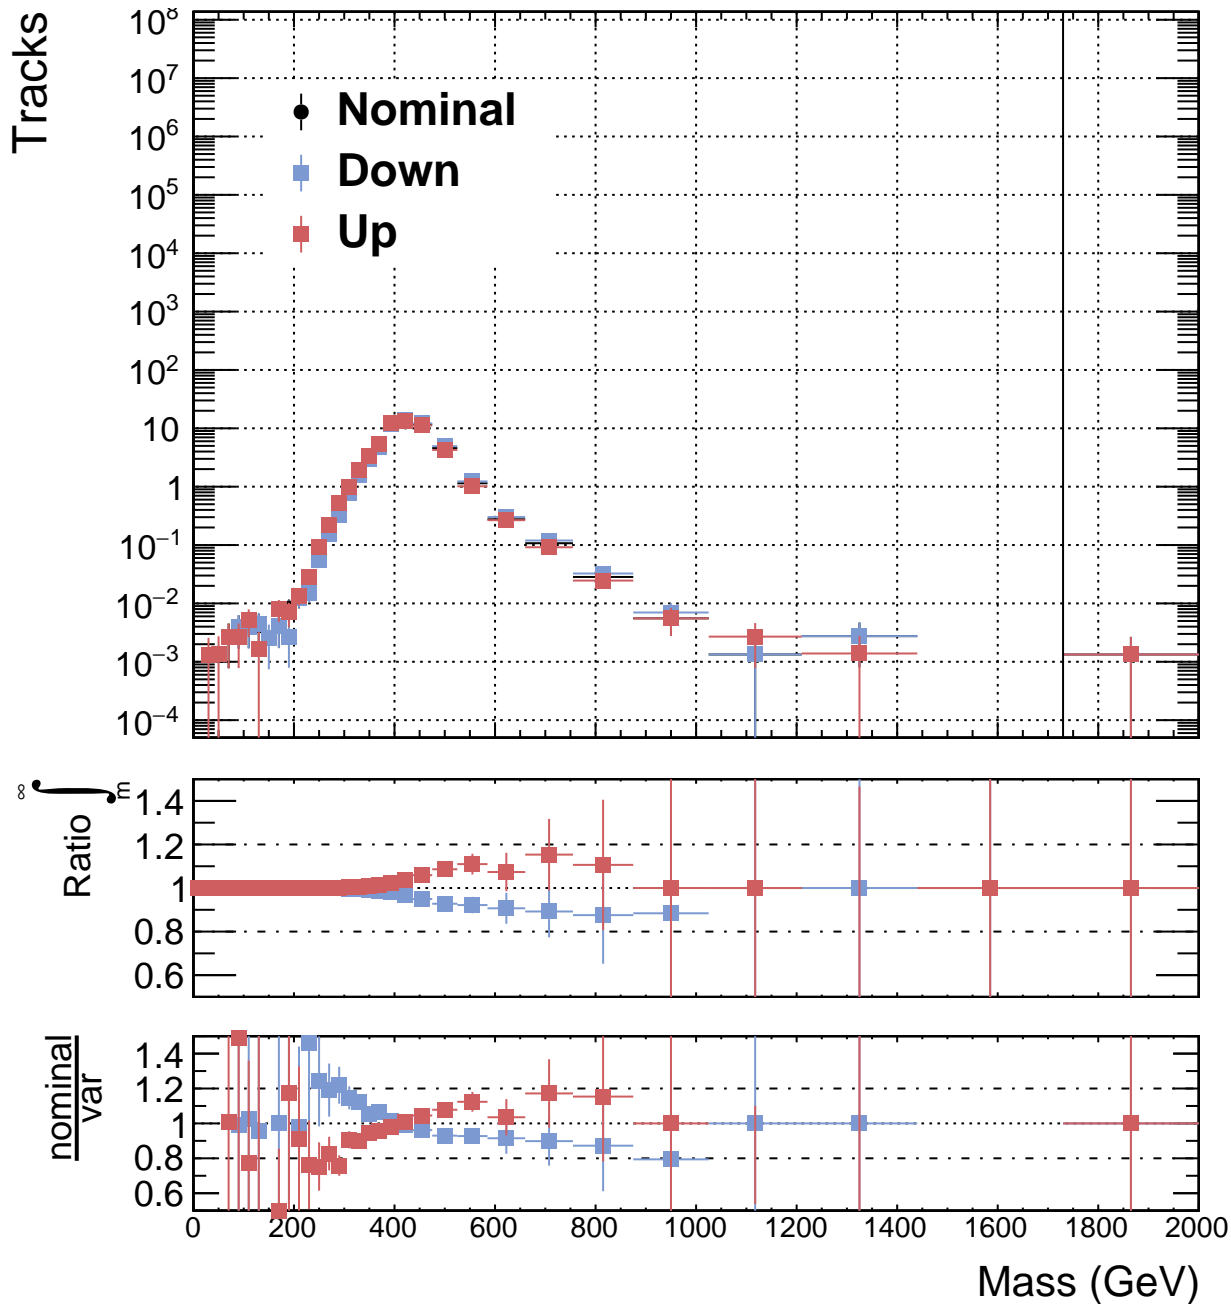 Tracks
10⁸
10⁷
10⁶
10⁵
10⁴
10³
10²
10
1
10⁻¹
10⁻²
10⁻³
10⁻⁴
Nominal
Down
Up
Ratio ∫ m ∞
1.4
1.2
1
0.8
0.6
nominal
var
1.4
1.2
1
0.8
0.6
0 200 400 600 800 1000 1200 1400 1600 1800 2000
Mass (GeV)